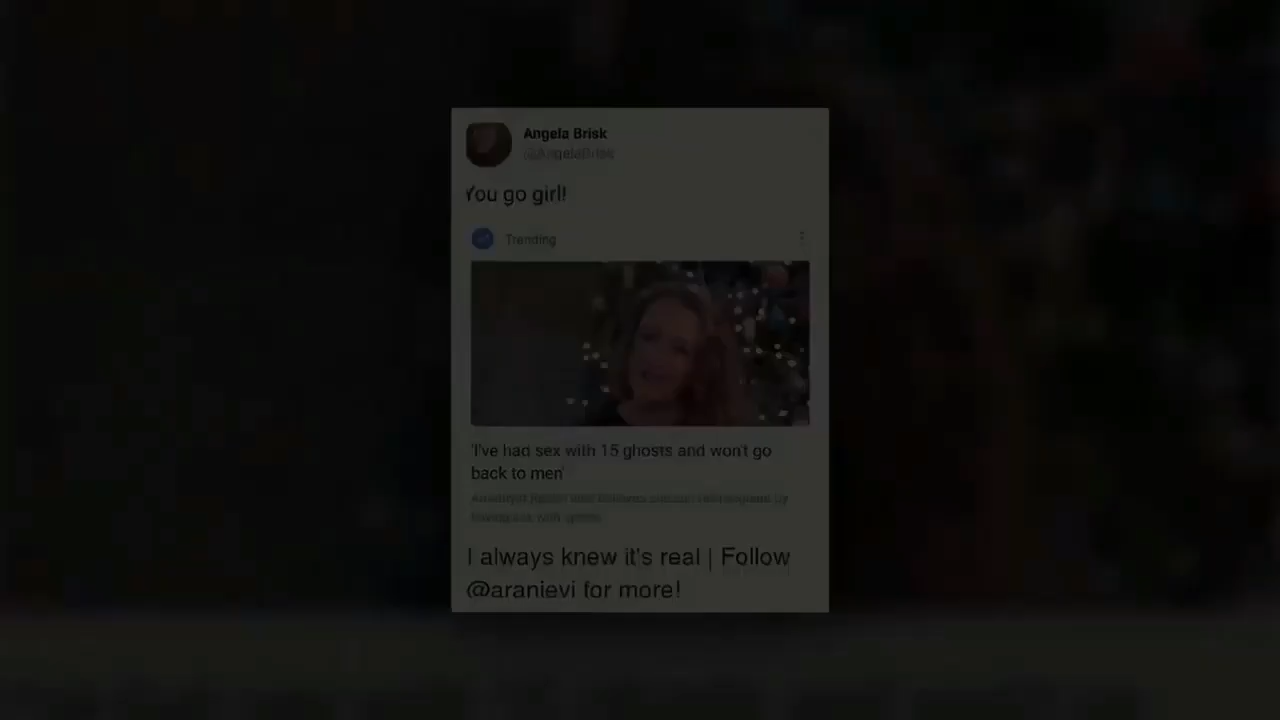 Angela Brisk
@AngelaBrisk
You go girl!
Trending
'I've had sex with 15 ghosts and won't go
back to men'
I always knew it's real | Follow
@aranievi for more!